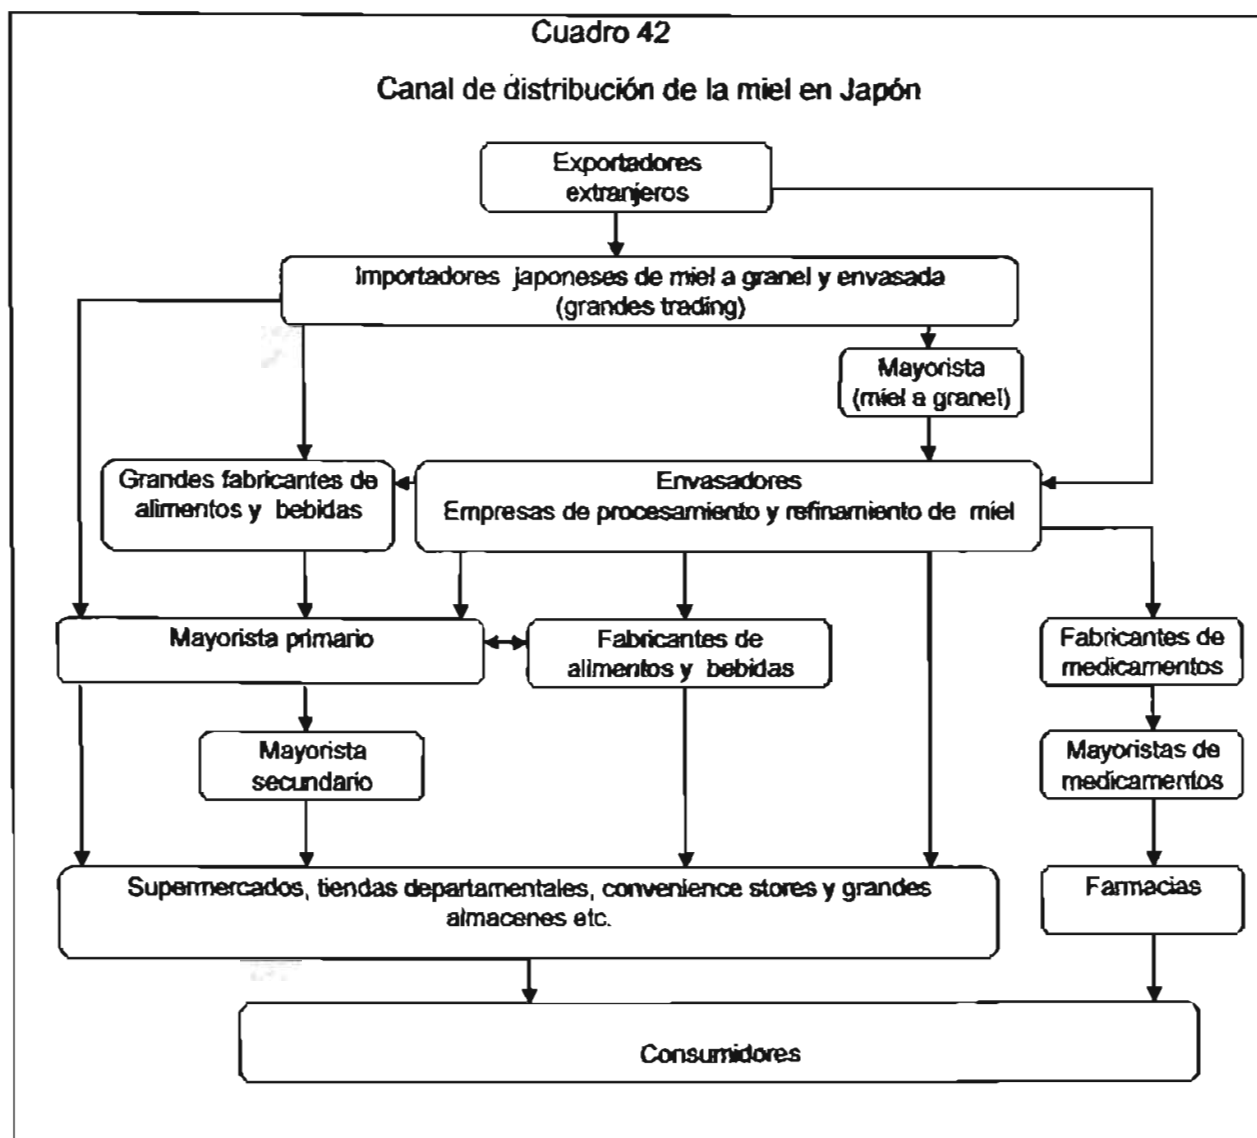 Cuadro 42
Canal de distribución de la miel en Japón
Exportadores
extranjeros
Importadores japoneses de miel a granel y envasada
(grandes trading)
Mayorista
(miel a granel)
Grandes fabricantes de
alimentos y bebidas
Envasadores
Empresas de procesamiento y refinamiento de miel
Mayorista primario
Fabricantes de
alimentos y bebidas
Fabricantes de
medicamentos
Mayorista
secundario
Mayoristas de
medicamentos
Supermercados, tiendas departamentales, convenience stores y grandes
almacenes etc.
Farmacias
Consumidores